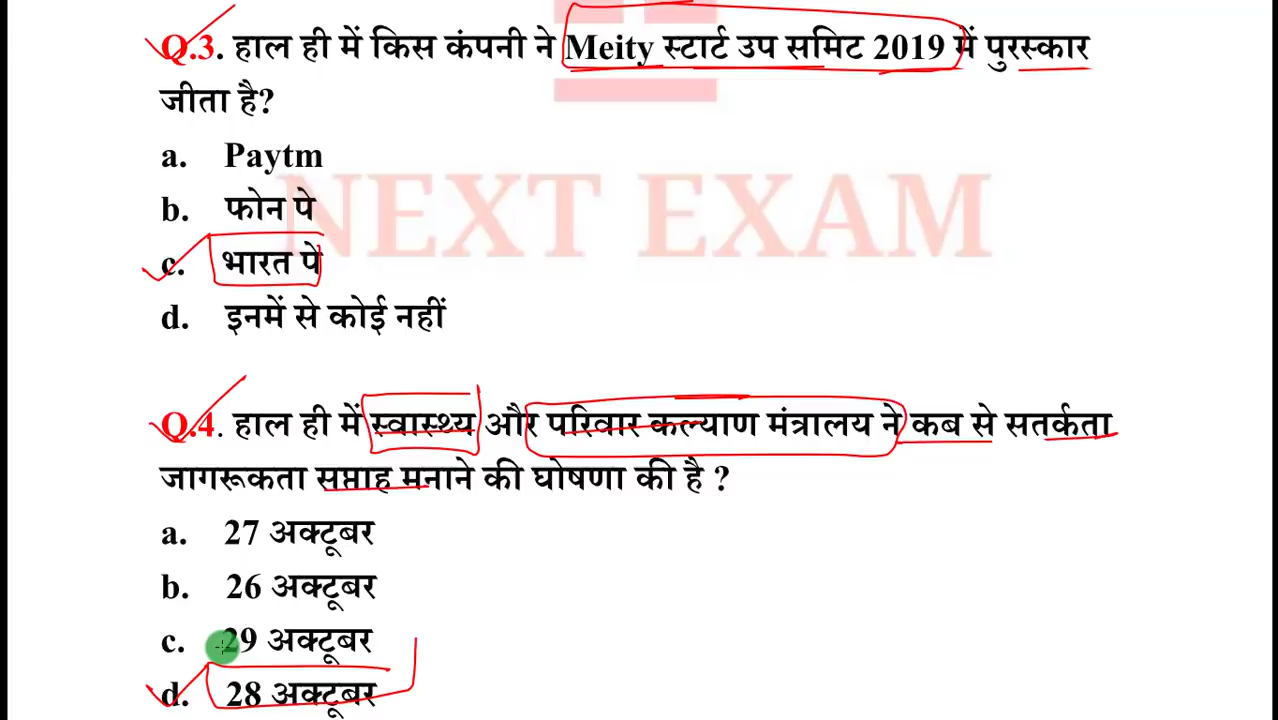 Q.3. हाल ही में किस कंपनी ने Meity स्टार्ट उप समिट 2019 में पुरस्कार
जीता है?
a. Paytm
b. फोन पे
NEXT EXAM
c. भारत पे
d. इनमें से कोई नहीं
Q.4. हाल ही में स्वास्थ्य और परिवार कल्याण मंत्रालय ने कब से सतर्कता
जागरूकता सप्ताह मनाने की घोषणा की है ?
a. 27 अक्टूबर
b. 26 अक्टूबर
c. 29 अक्टूबर
d. 28 अक्टूबर